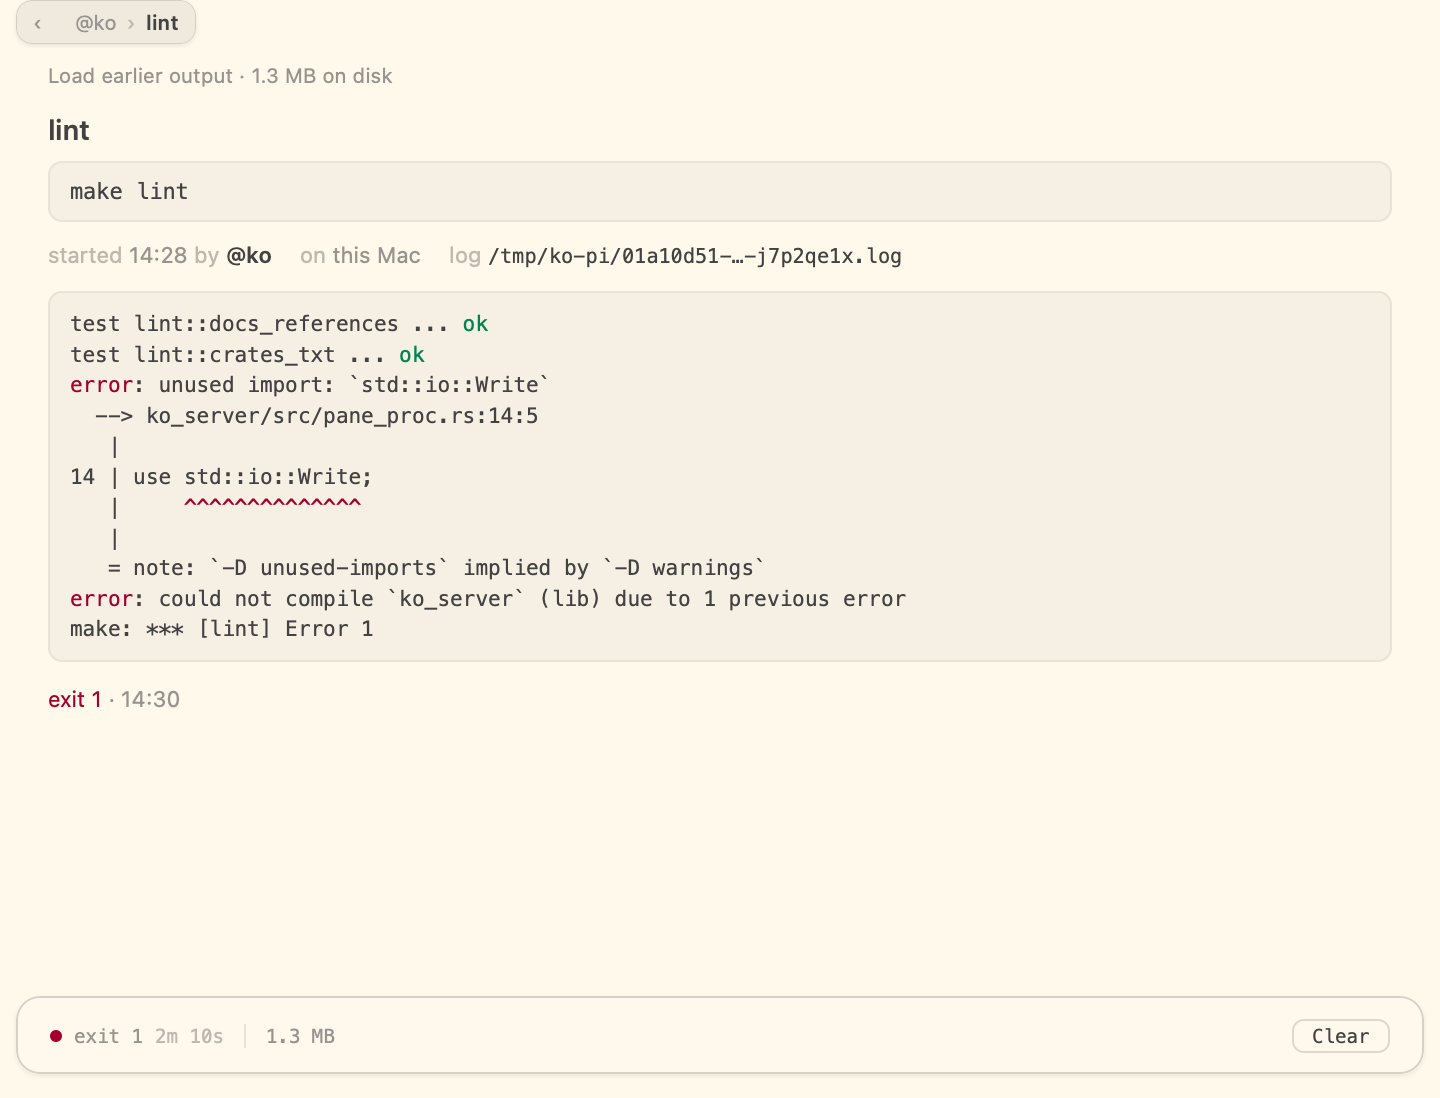 ‹ @ko › lint
Load earlier output · 1.3 MB on disk
lint
make lint
started 14:28 by @ko on this Mac log /tmp/ko-pi/01a10d51-…-j7p2qe1x.log
test lint::docs_references ... ok
test lint::crates_txt ... ok
error: unused import: `std::io::Write`
  --> ko_server/src/pane_proc.rs:14:5
   |
14 | use std::io::Write;
   |     ^^^^^^^^^^^^^^
   |
   = note: `-D unused-imports` implied by `-D warnings`
error: could not compile `ko_server` (lib) due to 1 previous error
make: *** [lint] Error 1
exit 1 · 14:30
exit 1 2m 10s | 1.3 MB Clear